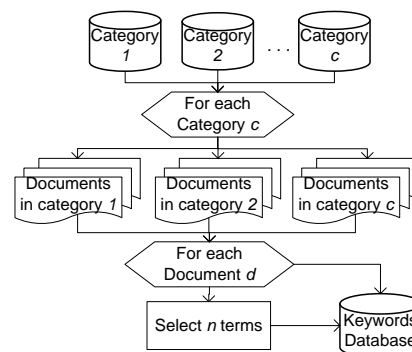 Category
1
Category
2
. . .
Category
c
For each
Category c
Documents
in category 1
Documents
in category 2
Documents
in category c
For each
Document d
Select n terms
Keywords
Database